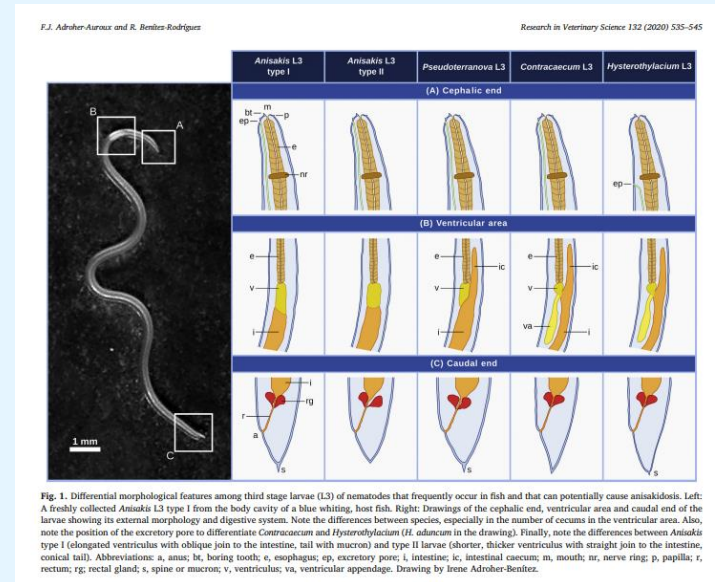 F.J. Adroher-Auroux and R. Benítez-Rodríguez
Research in Veterinary Science 132 (2020) 535–545
Anisakis L3 type I
Anisakis L3 type II
Pseudoterranova L3
Contracaecum L3
Hysterothylacium L3
(A) Cephalic end
bt
m
p
ep
e
nr
ep
B
A
(B) Ventricular area
e
v
i
v
i
ic
e
v
va
ic
i
(C) Caudal end
i
rg
r
a
s
s
s
1 mm
C
Fig. 1. Differential morphological features among third stage larvae (L3) of nematodes that frequently occur in fish and that can potentially cause anisakidosis. Left:
A freshly collected Anisakis L3 type I from the body cavity of a blue whiting, host fish. Right: Drawings of the cephalic end, ventricular area and caudal end of the
larvae showing its external morphology and digestive system. Note the differences between species, especially in the number of cecums in the ventricular area. Also,
note the position of the excretory pore to differentiate Contracaecum and Hysterothylacium (H. aduncum in the drawing). Finally, note the differences between Anisakis
type I (elongated ventriculus with oblique join to the intestine, tail with mucron) and type II larvae (shorter, thicker ventriculus with straight join to the intestine,
conical tail). Abbreviations: a, anus; bt, boring tooth; e, esophagus; ep, excretory pore; i, intestine; ic, intestinal caecum; m, mouth; nr, nerve ring; p, papilla; r,
rectum; rg; rectal gland; s, spine or mucron; v, ventriculus; va, ventricular appendage. Drawing by Irene Adroher-Benítez.